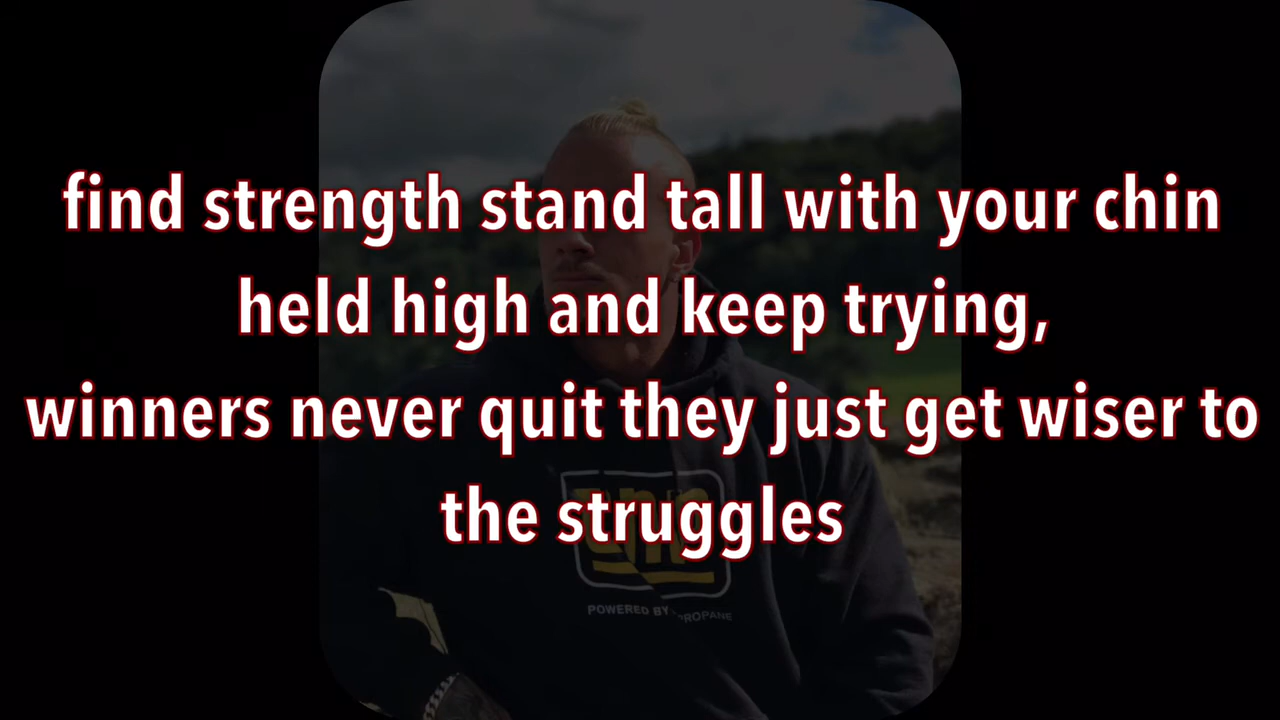 find strength stand tall with your chin
held high and keep trying,
winners never quit they just get wiser to
the struggles
POWERED BY PROPANE